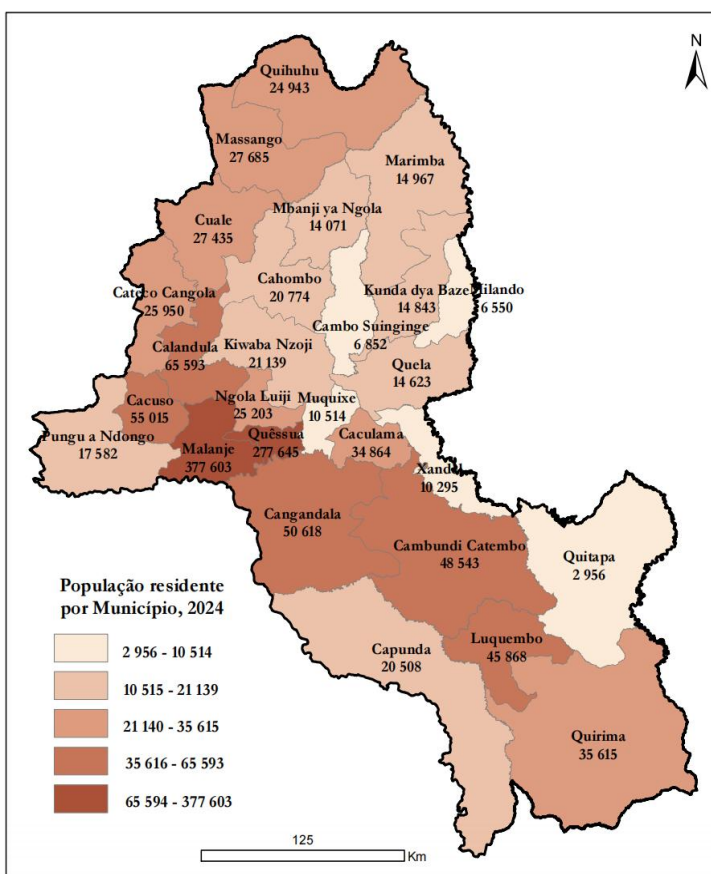 N
Quihuhu
24 943
Massango
27 685
Marimba
14 967
Mbanji ya Ngola
14 071
Cuale
27 435
Cahombo
20 774
Kunda dya Baze
14 843
Milando
6 550
Cateco Cangola
25 950
Cambo Suinginge
6 852
Calandula
65 593
Kiwaba Nzoji
21 139
Quela
14 623
Cacuso
55 015
Ngola Luiji
25 203
Muquixe
10 514
Pungu a Ndongo
17 582
Malanje
377 603
Quêssua
277 645
Caculama
34 864
Xandel
10 295
Cangandala
50 618
Cambundi Catembo
48 543
Quitapa
2 956
Capunda
20 508
Luquembo
45 868
Quirima
35 615
População residente
por Município, 2024
2 956 - 10 514
10 515 - 21 139
21 140 - 35 615
35 616 - 65 593
65 594 - 377 603
125
Km